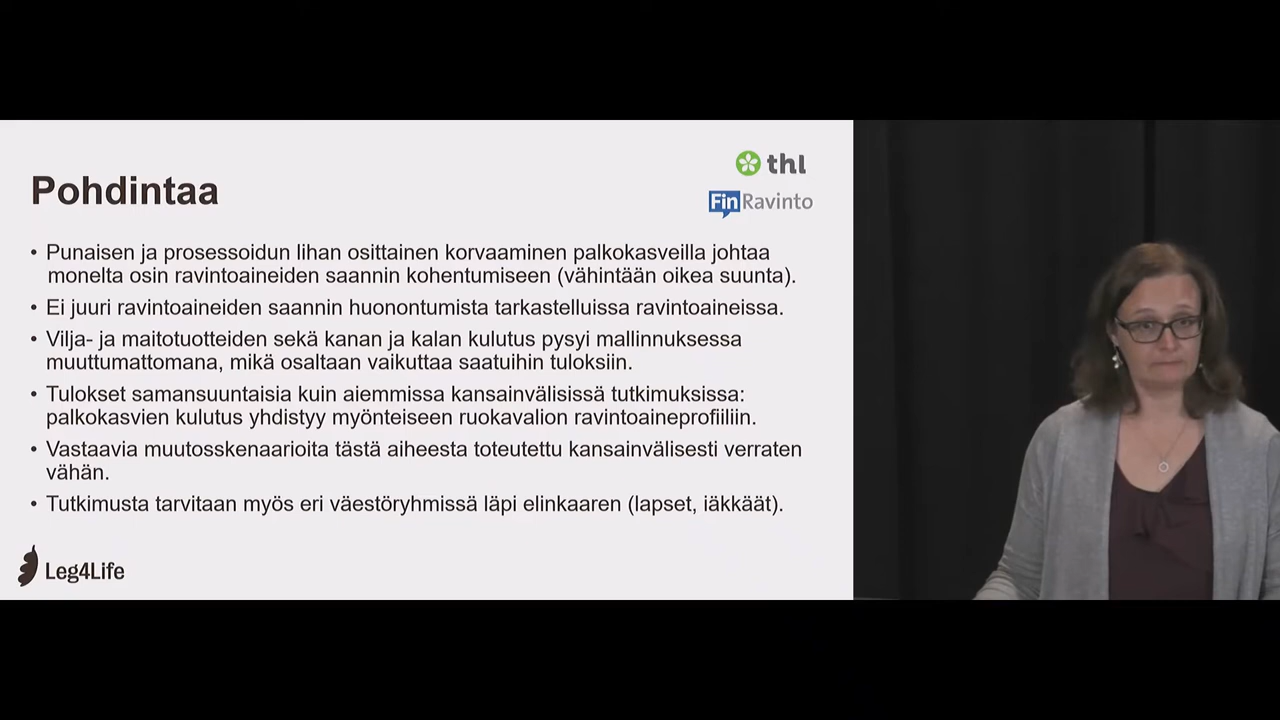 thl
FinRavinto
Pohdintaa
• Punaisen ja prosessoidun lihan osittainen korvaaminen palkokasveilla johtaa
monelta osin ravintoaineiden saannin kohentumiseen (vähintään oikea suunta).
• Ei juuri ravintoaineiden saannin huonontumista tarkastelluissa ravintoaineissa.
• Vilja- ja maitotuotteiden sekä kanan ja kalan kulutus pysyi mallinnuksessa
muuttumattomana, mikä osaltaan vaikuttaa saatuihin tuloksiin.
• Tulokset samansuuntaisia kuin aiemmissa kansainvälisissä tutkimuksissa:
palkokasvien kulutus yhdistyy myönteiseen ruokavalion ravintoaineprofiiliin.
• Vastaavia muutosskenaarioita tästä aiheesta toteutettu kansainvälisesti verraten
vähän.
• Tutkimusta tarvitaan myös eri väestöryhmissä läpi elinkaaren (lapset, iäkkäät).
Leg4Life